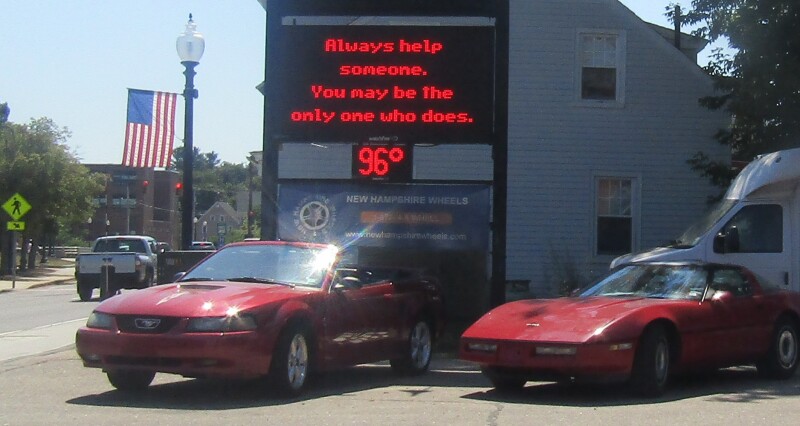 Always help
someone.
You may be the
only one who does.
96°
NEW HAMPSHIRE WHEELS
www.newhampshirewheels.com